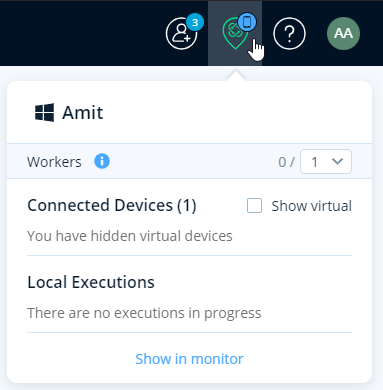 3
?
AA
Amit
Workers i 0 / 1
Connected Devices (1) Show virtual
You have hidden virtual devices
Local Executions
There are no executions in progress
Show in monitor